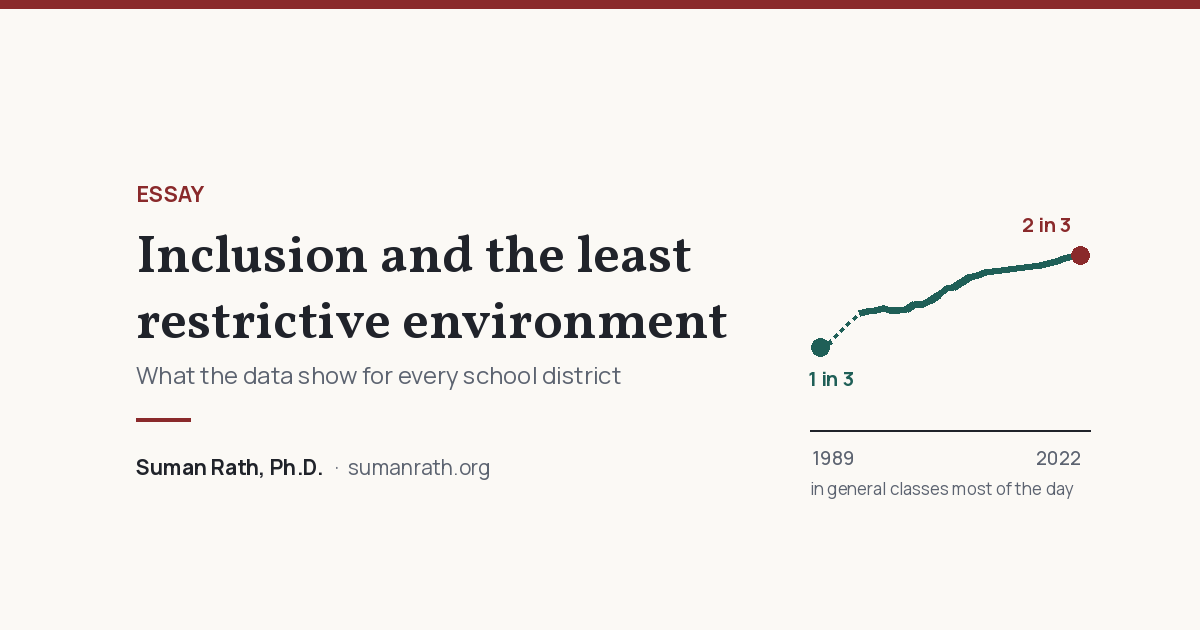 ESSAY
Inclusion and the least
restrictive environment
What the data show for every school district
Suman Rath, Ph.D. · sumanrath.org
2 in 3
1 in 3
1989 2022
in general classes most of the day